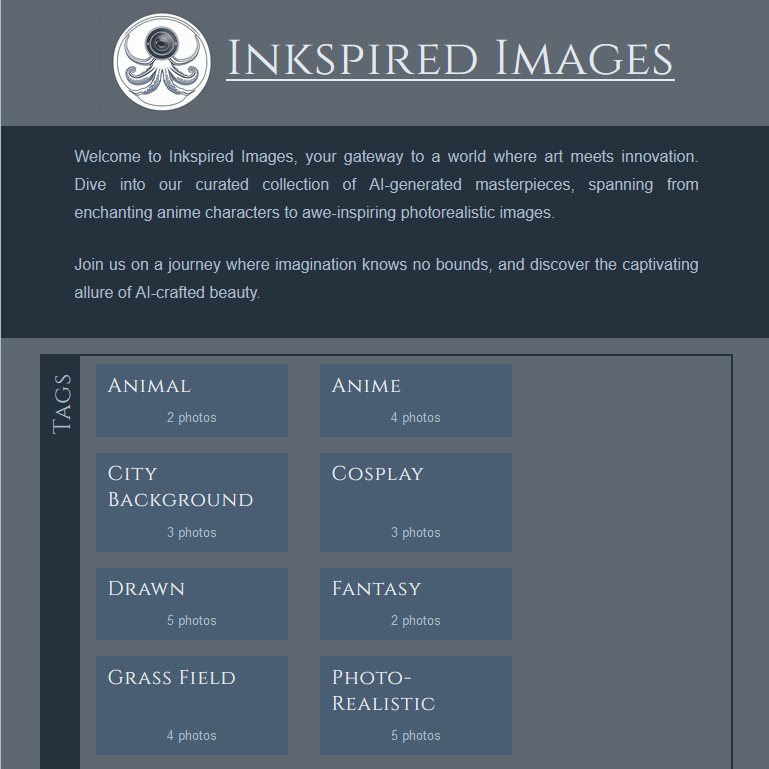 Inkspired Images
Welcome to Inkspired Images, your gateway to a world where art meets innovation.
Dive into our curated collection of AI-generated masterpieces, spanning from
enchanting anime characters to awe-inspiring photorealistic images.
Join us on a journey where imagination knows no bounds, and discover the captivating
allure of AI-crafted beauty.
Tags
Animal
2 photos
Anime
4 photos
City
Background
3 photos
Cosplay
3 photos
Drawn
5 photos
Fantasy
2 photos
Grass Field
4 photos
Photo-
Realistic
5 photos